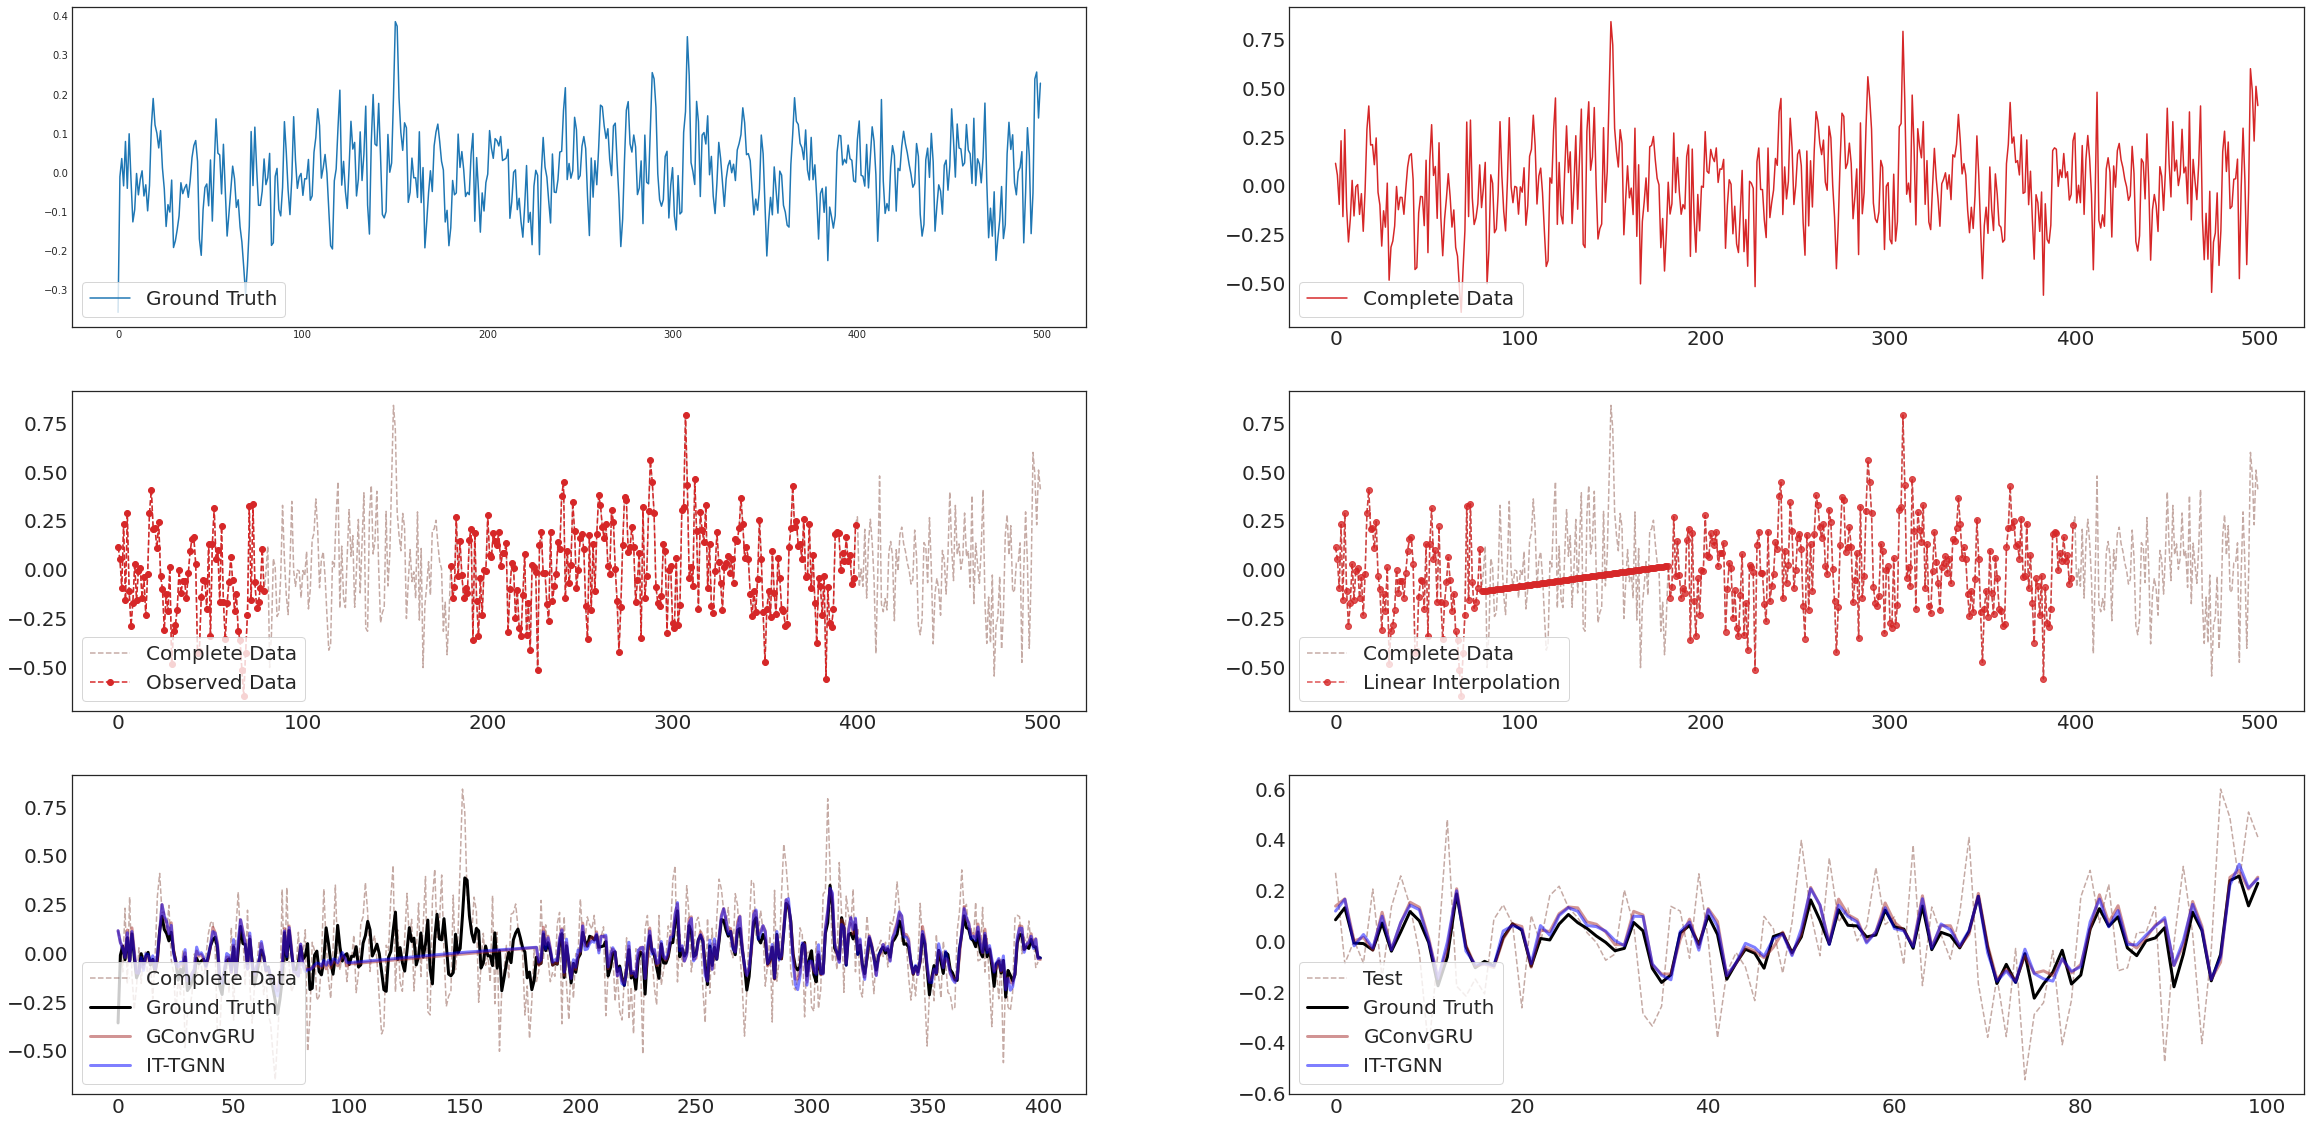 0.4
0.3
0.2
0.1
0.0
−0.1
−0.2
−0.3
Ground Truth
0 100 200 300 400 500
0.75
0.50
0.25
0.00
−0.25
−0.50
Complete Data
0 100 200 300 400 500
0.75
0.50
0.25
0.00
−0.25
−0.50
Complete Data
Observed Data
0 100 200 300 400 500
0.75
0.50
0.25
0.00
−0.25
−0.50
Complete Data
Linear Interpolation
0 100 200 300 400 500
0.75
0.50
0.25
0.00
−0.25
−0.50
Complete Data
Ground Truth
GConvGRU
IT-TGNN
0 50 100 150 200 250 300 350 400
0.6
0.4
0.2
0.0
−0.2
−0.4
−0.6
Test
Ground Truth
GConvGRU
IT-TGNN
0 20 40 60 80 100